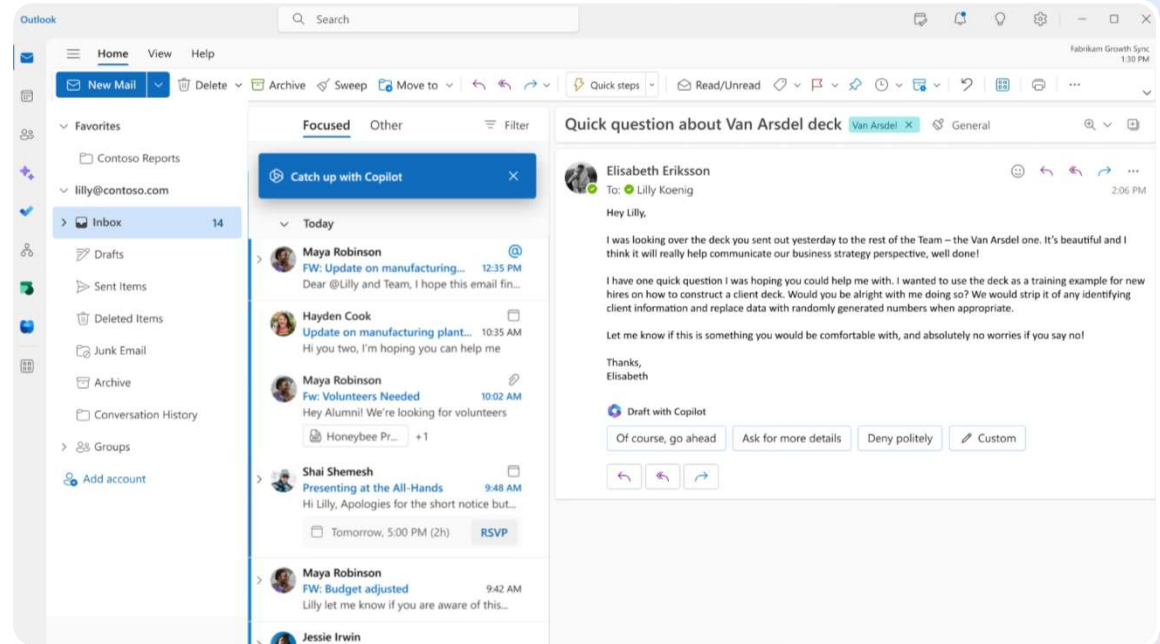 Outlook
Search
Home View Help
Fabrikam Growth Sync
1:30 PM
New Mail Delete Archive Sweep Move to Quick steps Read/Unread
Favorites
Contoso Reports
lilly@contoso.com
Inbox 14
Drafts
Sent Items
Deleted Items
Junk Email
Archive
Conversation History
Groups
Add account
Focused Other Filter
Catch up with Copilot
Today
Maya Robinson
FW: Update on manufacturing... 12:35 PM
Dear @Lilly and Team, I hope this email fin...
Hayden Cook
Update on manufacturing plant... 10:35 AM
Hi you two, I'm hoping you can help me
Maya Robinson
Fw: Volunteers Needed 10:02 AM
Hey Alumni! We're looking for volunteers
Honeybee Pr... +1
Shai Shemesh
Presenting at the All-Hands 9:48 AM
Hi Lilly, Apologies for the short notice but...
Tomorrow, 5:00 PM (2h) RSVP
Maya Robinson
FW: Budget adjusted 9:42 AM
Lilly let me know if you are aware of this...
Jessie Irwin
Quick question about Van Arsdel deck Van Arsdel General
Elisabeth Eriksson
To: Lilly Koenig 2:06 PM
Hey Lilly,
I was looking over the deck you sent out yesterday to the rest of the Team – the Van Arsdel one. It's beautiful and I
think it will really help communicate our business strategy perspective, well done!
I have one quick question I was hoping you could help me with. I wanted to use the deck as a training example for new
hires on how to construct a client deck. Would you be alright with me doing so? We would strip it of any identifying
client information and replace data with randomly generated numbers when appropriate.
Let me know if this is something you would be comfortable with, and absolutely no worries if you say no!
Thanks,
Elisabeth
Draft with Copilot
Of course, go ahead Ask for more details Deny politely Custom